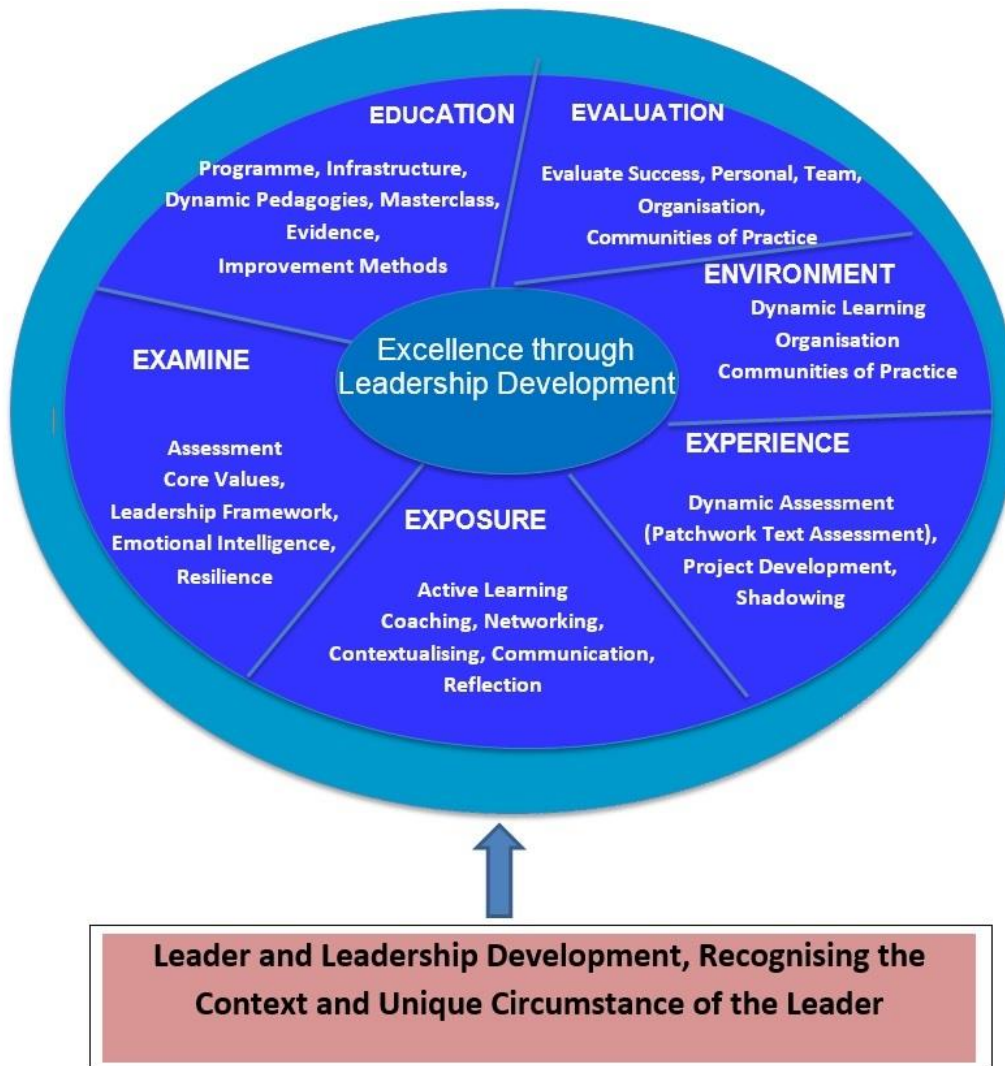 EDUCATION
Programme, Infrastructure,
Dynamic Pedagogies, Masterclass,
Evidence,
Improvement Methods
EVALUATION
Evaluate Success, Personal, Team,
Organisation,
Communities of Practice
ENVIRONMENT
Dynamic Learning
Organisation
Communities of Practice
Excellence through
Leadership Development
EXAMINE
Assessment
Core Values,
Leadership Framework,
Emotional Intelligence,
Resilience
EXPOSURE
Active Learning
Coaching, Networking,
Contextualising, Communication,
Reflection
EXPERIENCE
Dynamic Assessment
(Patchwork Text Assessment),
Project Development,
Shadowing
Leader and Leadership Development, Recognising the
Context and Unique Circumstance of the Leader